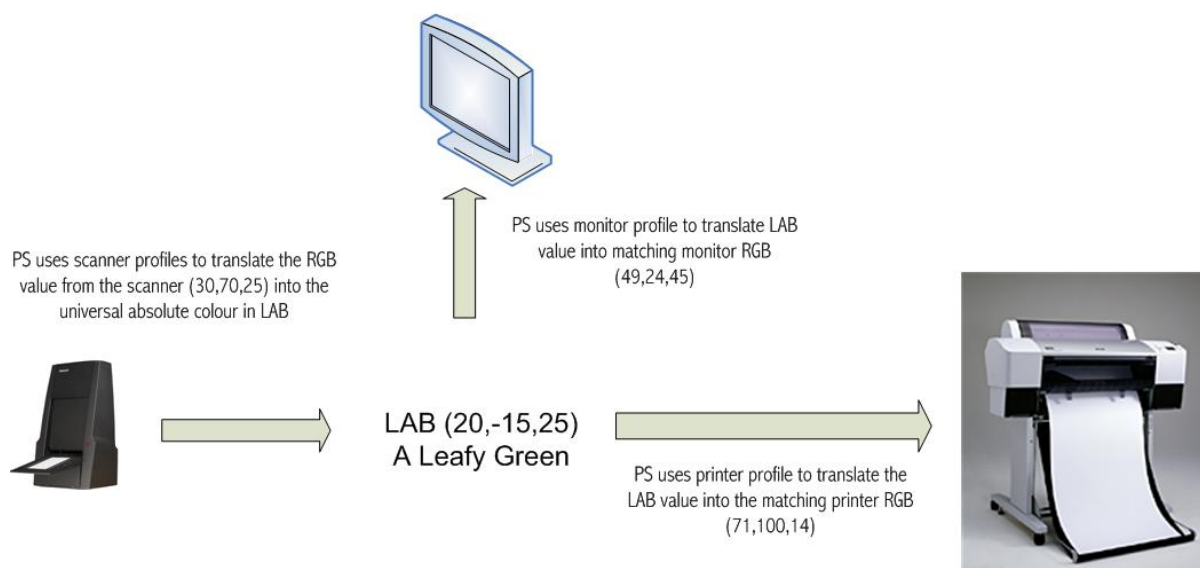 PS uses monitor profile to translate LAB
value into matching monitor RGB
(49,24,45)
PS uses scanner profiles to translate the RGB
value from the scanner (30,70,25) into the
universal absolute colour in LAB
LAB (20,-15,25)
A Leafy Green
PS uses printer profile to translate the
LAB value into the matching printer RGB
(71,100,14)